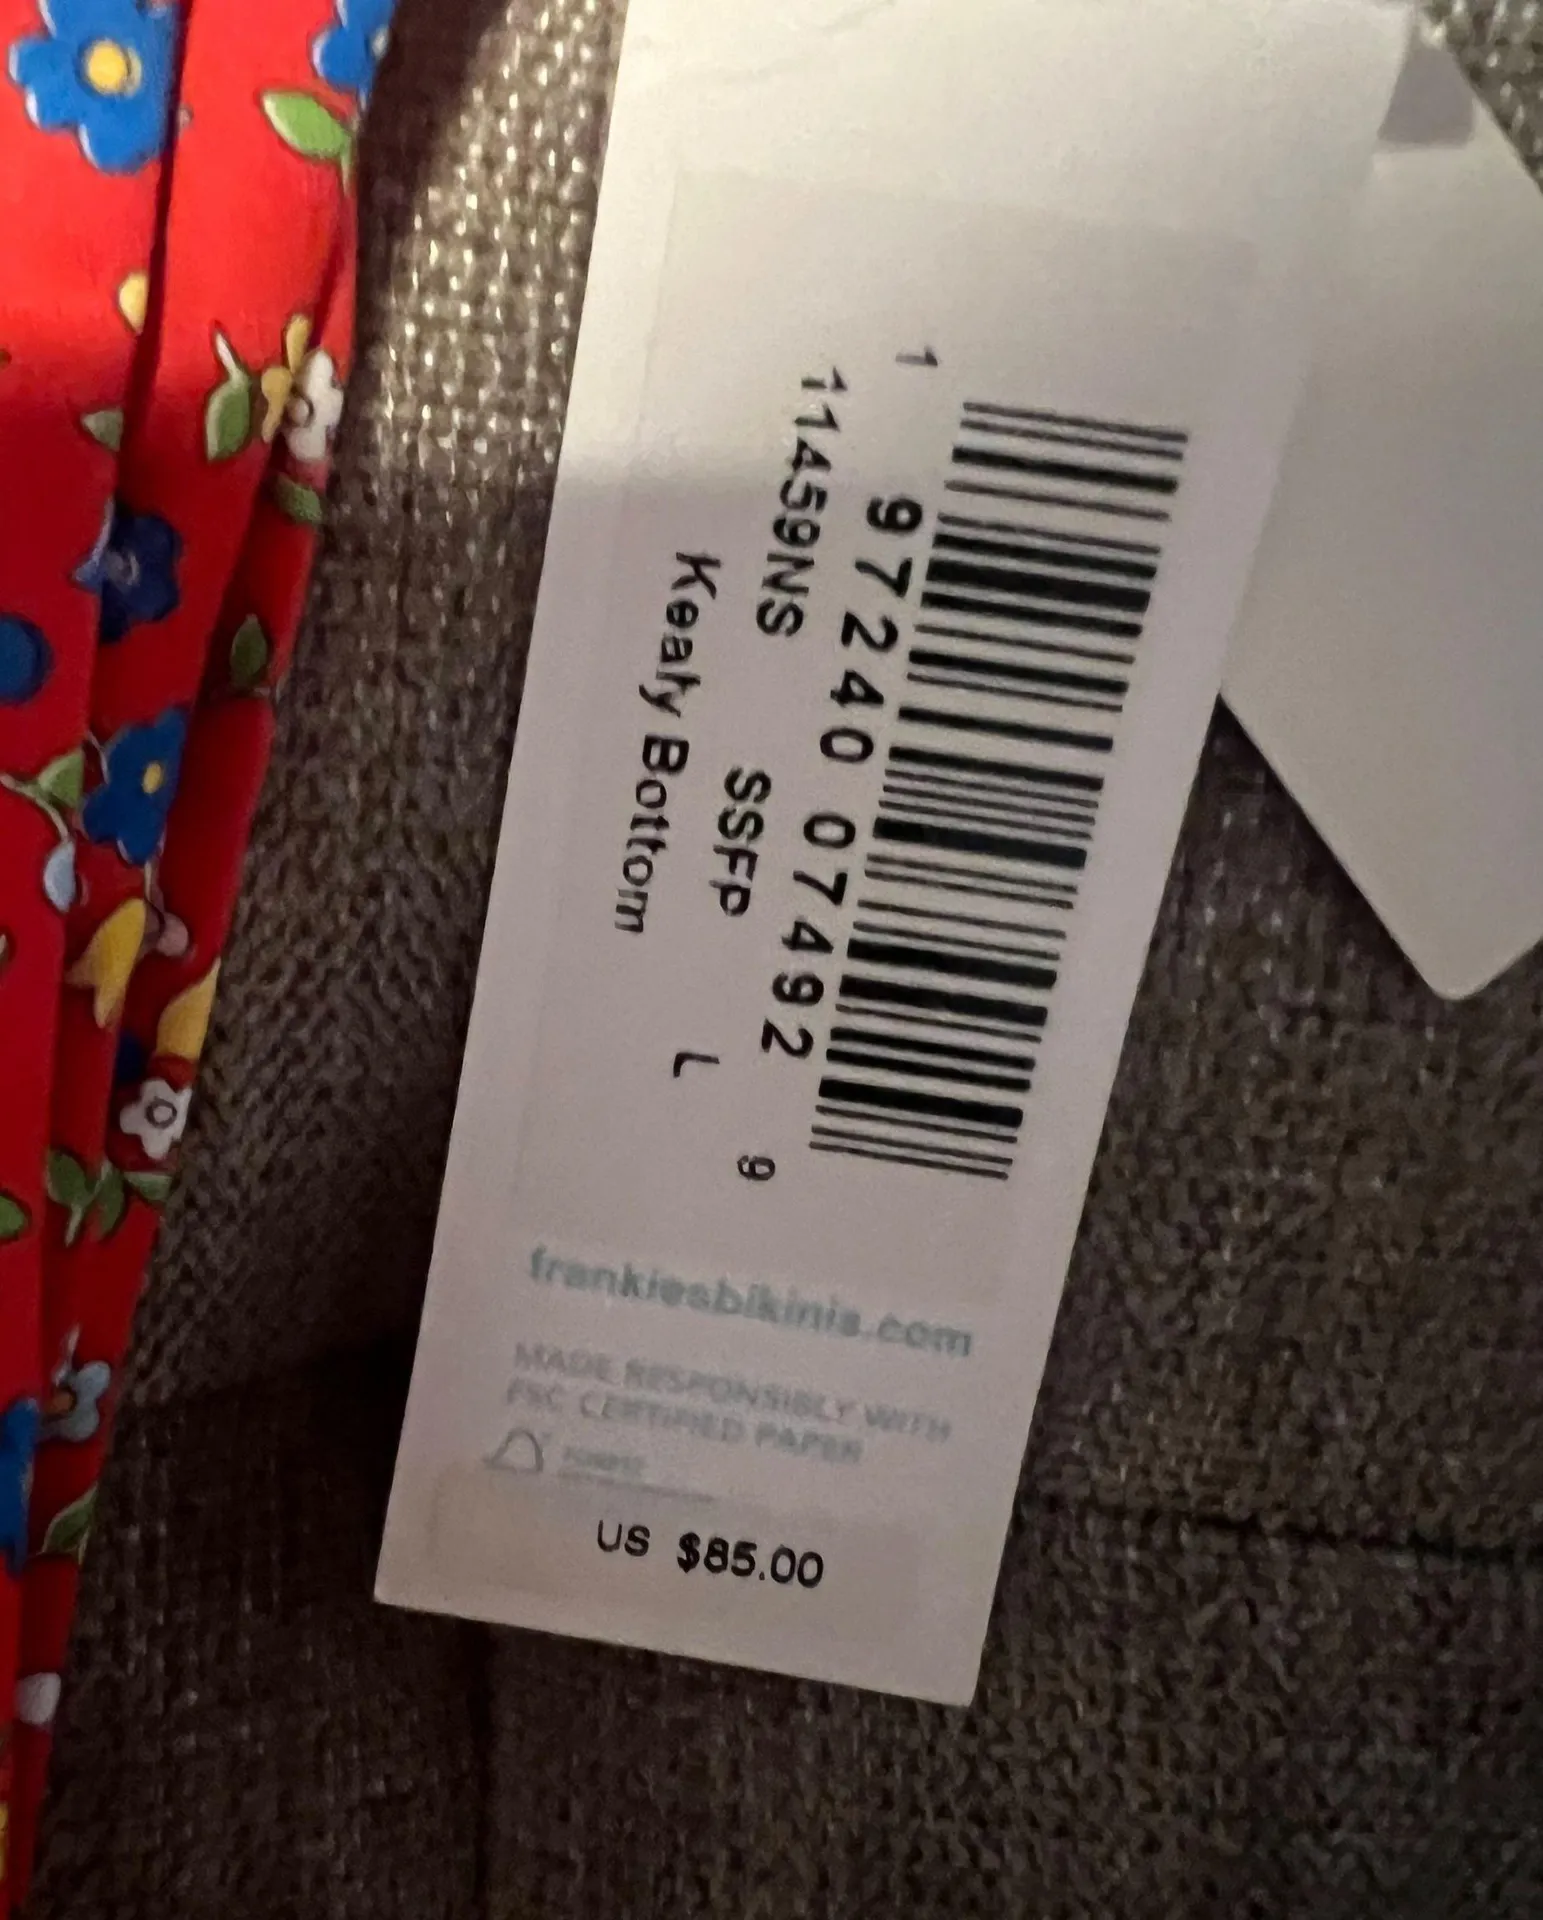 1 97240 07492 9
11459NS SSFP L
Kealy Bottom
frankiesbikinis.com
MADE RESPONSIBLY WITH
FSC CERTIFIED PAPER
US $85.00